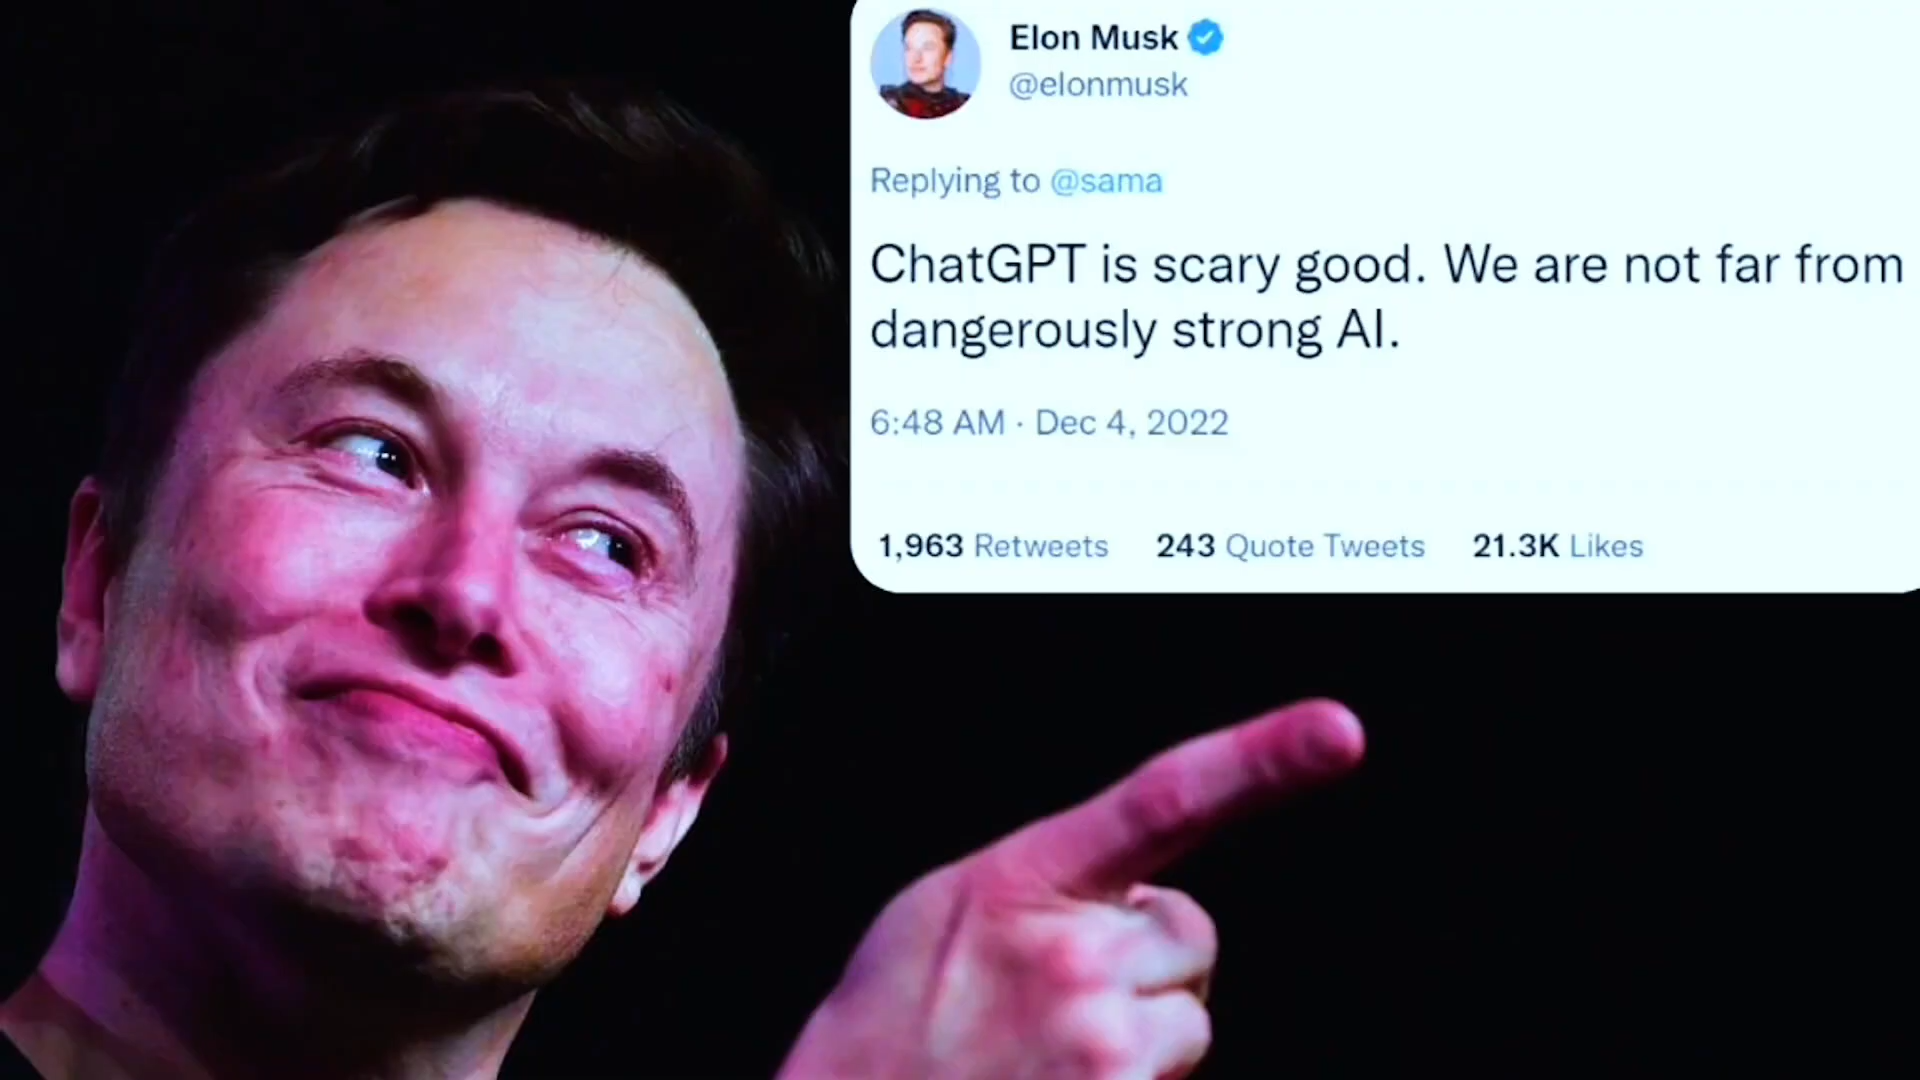 Elon Musk
@elonmusk
Replying to @sama
ChatGPT is scary good. We are not far from
dangerously strong AI.
6:48 AM · Dec 4, 2022
1,963 Retweets 243 Quote Tweets 21.3K Likes